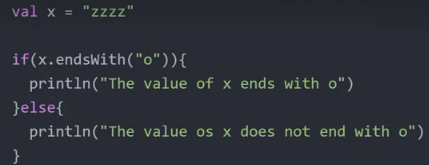 val x = "zzzz"
if(x.endsWith("o")){
println("The value of x ends with o")
}else{
println("The value os x does not end with o")
}